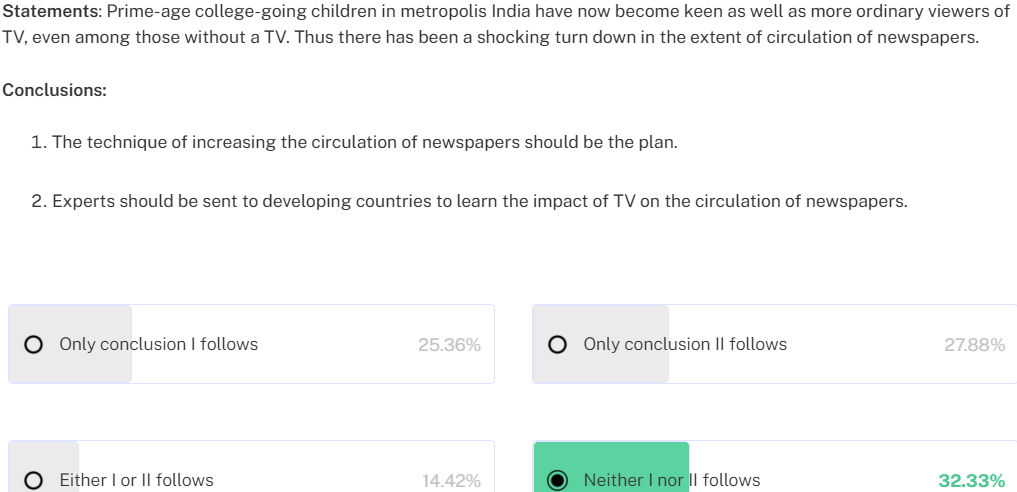 Statements: Prime-age college-going children in metropolis India have now become keen as well as more ordinary viewers of
TV, even among those without a TV. Thus there has been a shocking turn down in the extent of circulation of newspapers.
Conclusions:
1. The technique of increasing the circulation of newspapers should be the plan.
2. Experts should be sent to developing countries to learn the impact of TV on the circulation of newspapers.
Only conclusion I follows 25.36%
Only conclusion II follows 27.88%
Either I or II follows 14.42%
Neither I nor II follows 32.33%